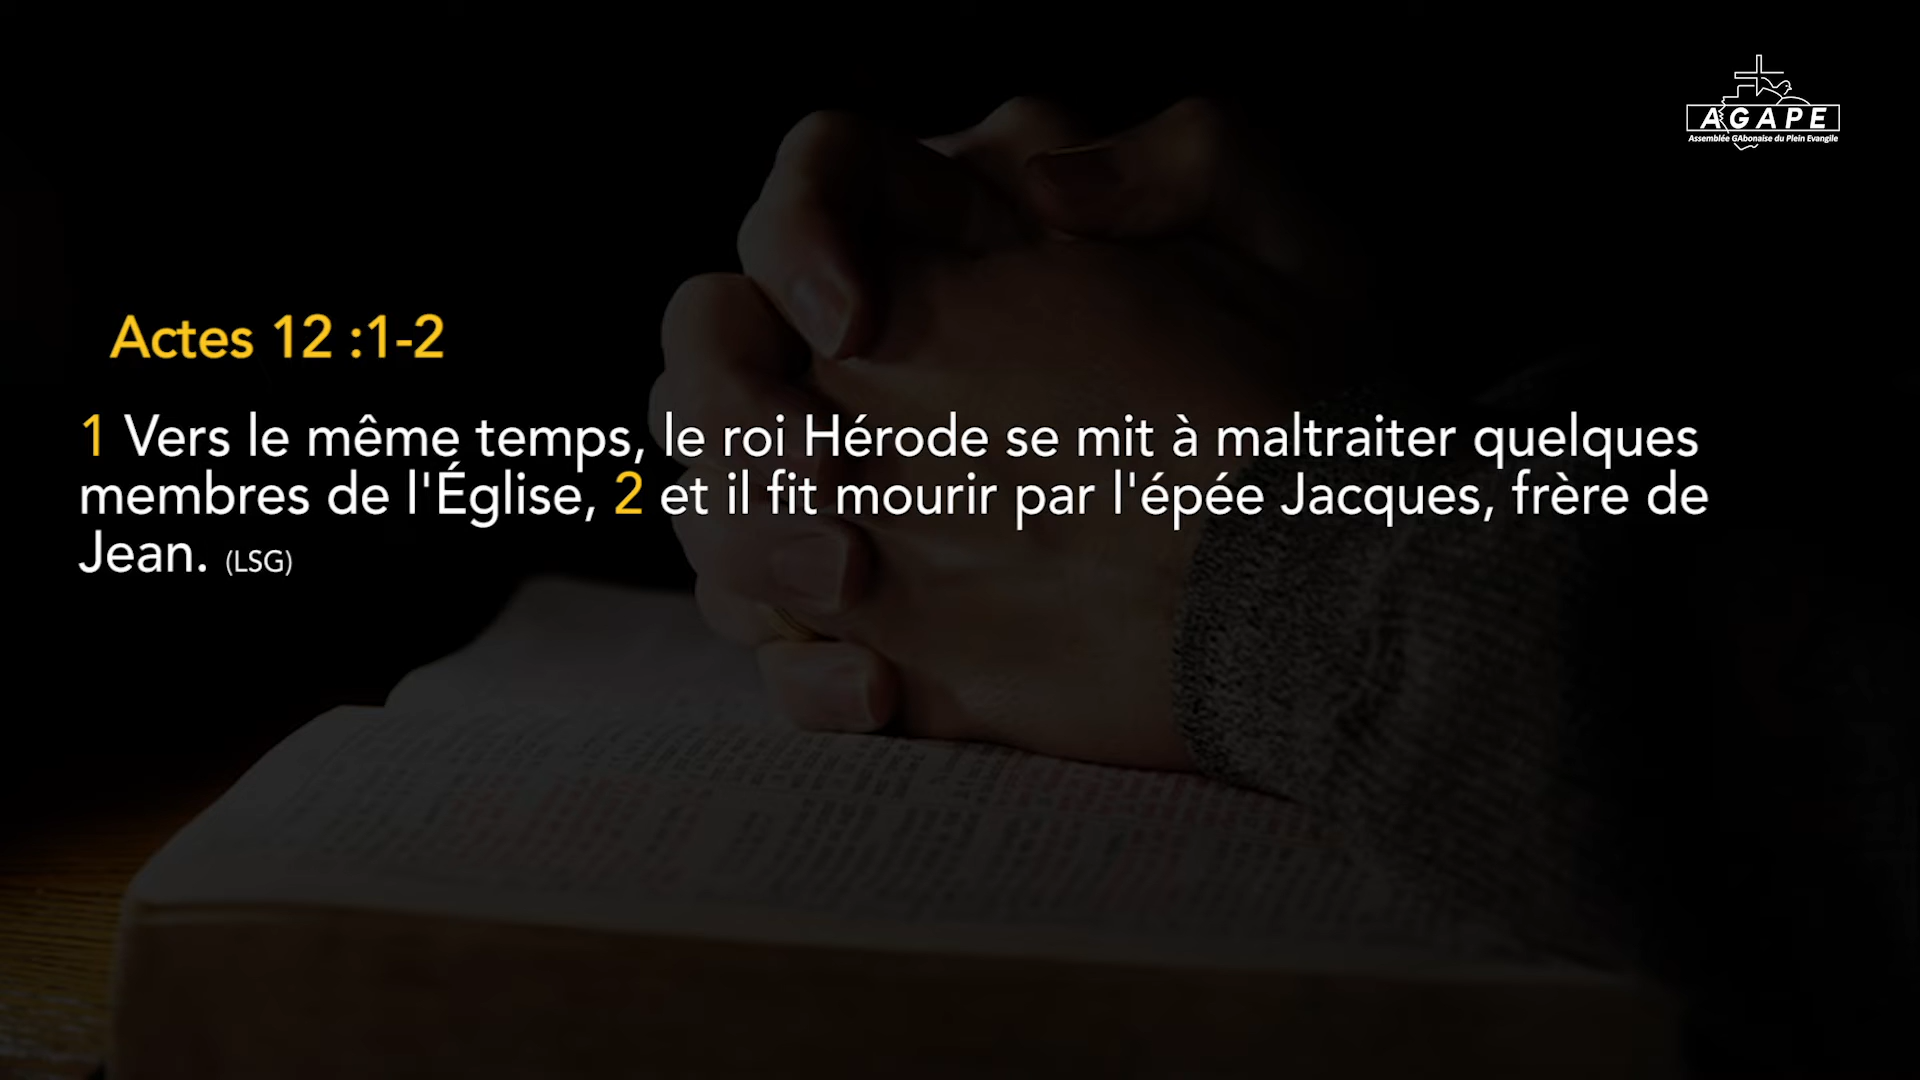 AGAPE
Assemblée GAbonaise du Plein Evangile
Actes 12 :1-2
1 Vers le même temps, le roi Hérode se mit à maltraiter quelques
membres de l'Église, 2 et il fit mourir par l'épée Jacques, frère de
Jean. (LSG)